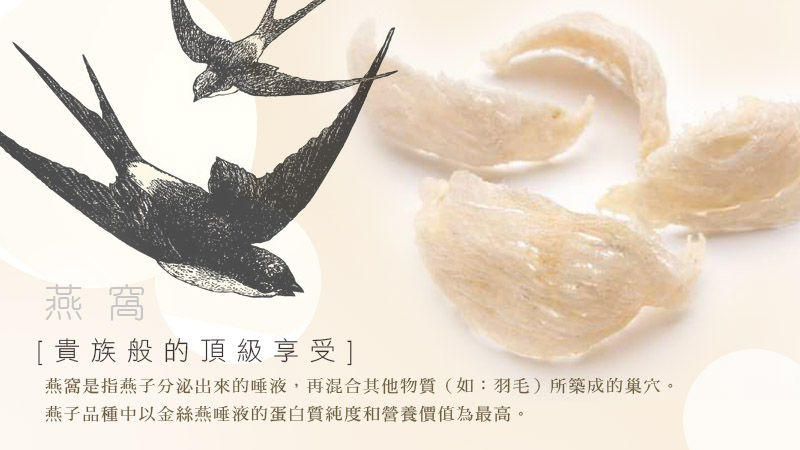 燕窩
[貴族般的頂級享受]
燕窩是指燕子分泌出來的唾液，再混合其他物質（如：羽毛）所築成的巢穴。
燕子品種中以金絲燕唾液的蛋白質純度和營養價值為最高。